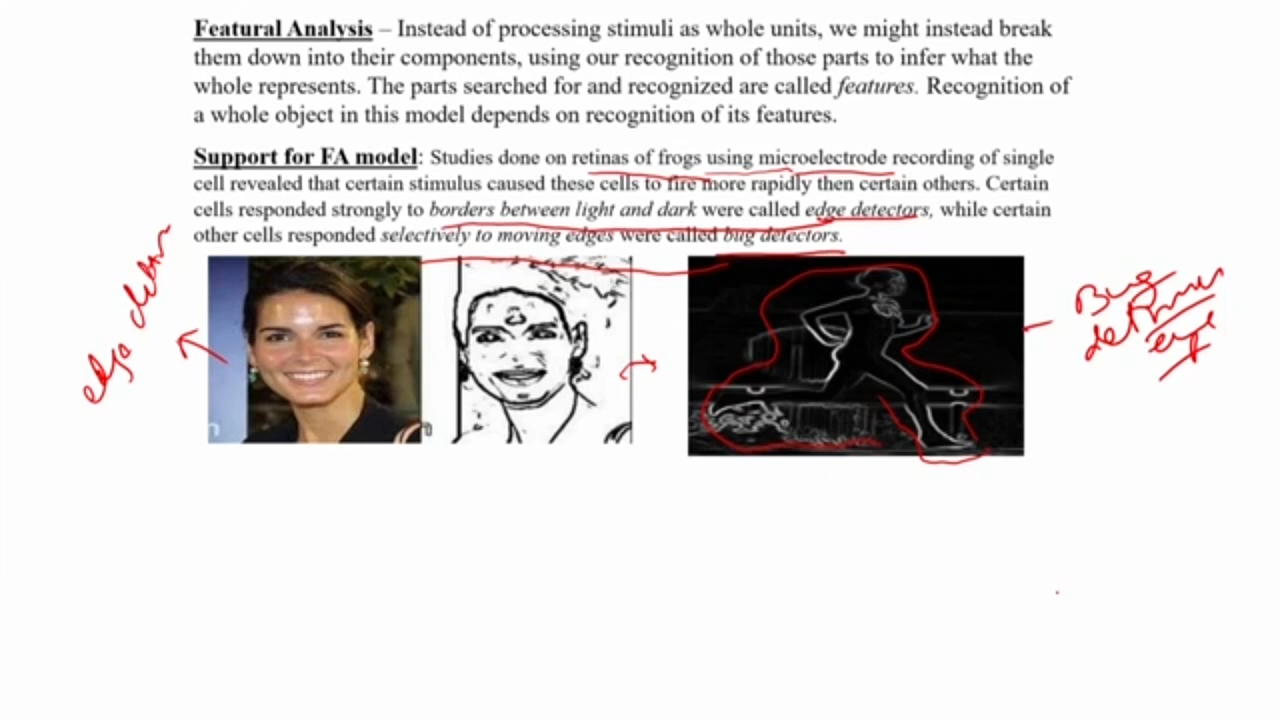 Featural Analysis – Instead of processing stimuli as whole units, we might instead break
them down into their components, using our recognition of those parts to infer what the
whole represents. The parts searched for and recognized are called features. Recognition of
a whole object in this model depends on recognition of its features.
Support for FA model: Studies done on retinas of frogs using microelectrode recording of single
cell revealed that certain stimulus caused these cells to fire more rapidly then certain others. Certain
cells responded strongly to borders between light and dark were called edge detectors, while certain
other cells responded selectively to moving edges were called bug detectors.
edge
Bug